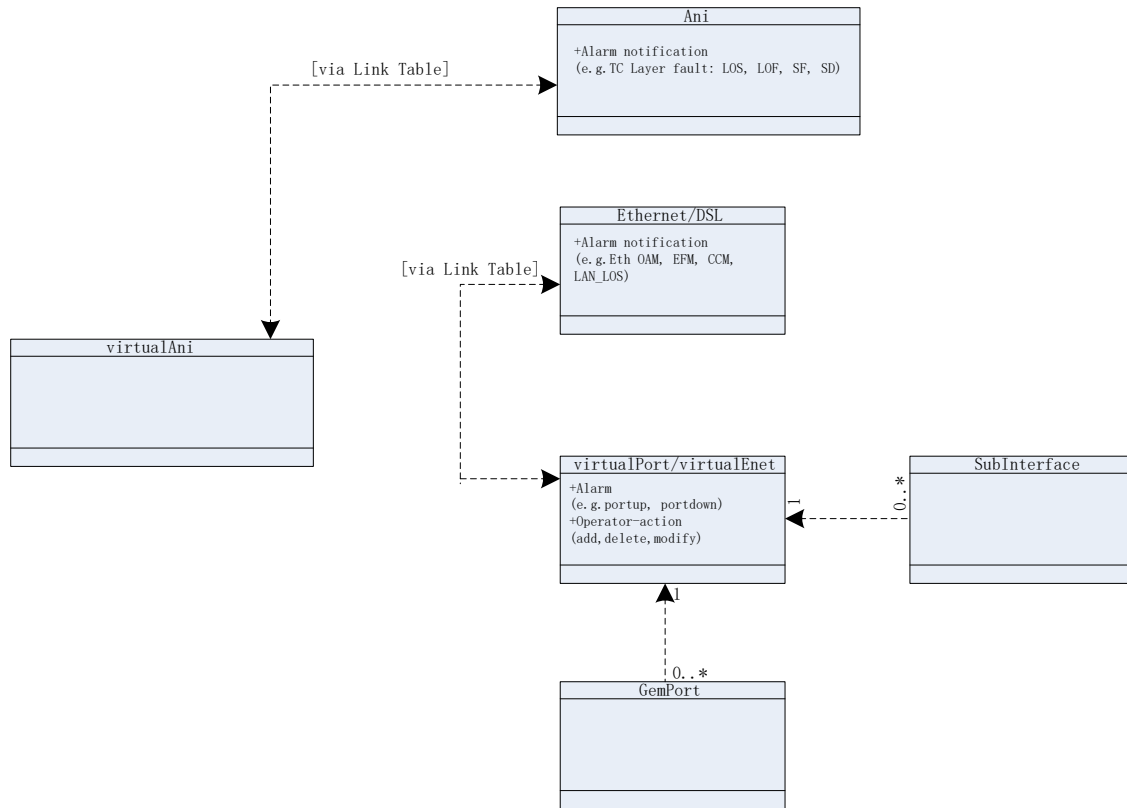 Ani
+Alarm notification
(e.g.TC Layer fault: LOS, LOF, SF, SD)
[via Link Table]
Ethernet/DSL
+Alarm notification
(e.g.Eth OAM, EFM, CCM,
LAN_LOS)
[via Link Table]
virtualAni
virtualPort/virtualEnet
+Alarm
(e.g.portup, portdown)
+Operator-action
(add,delete,modify)
SubInterface
1
0..*
1
0..*
GemPort